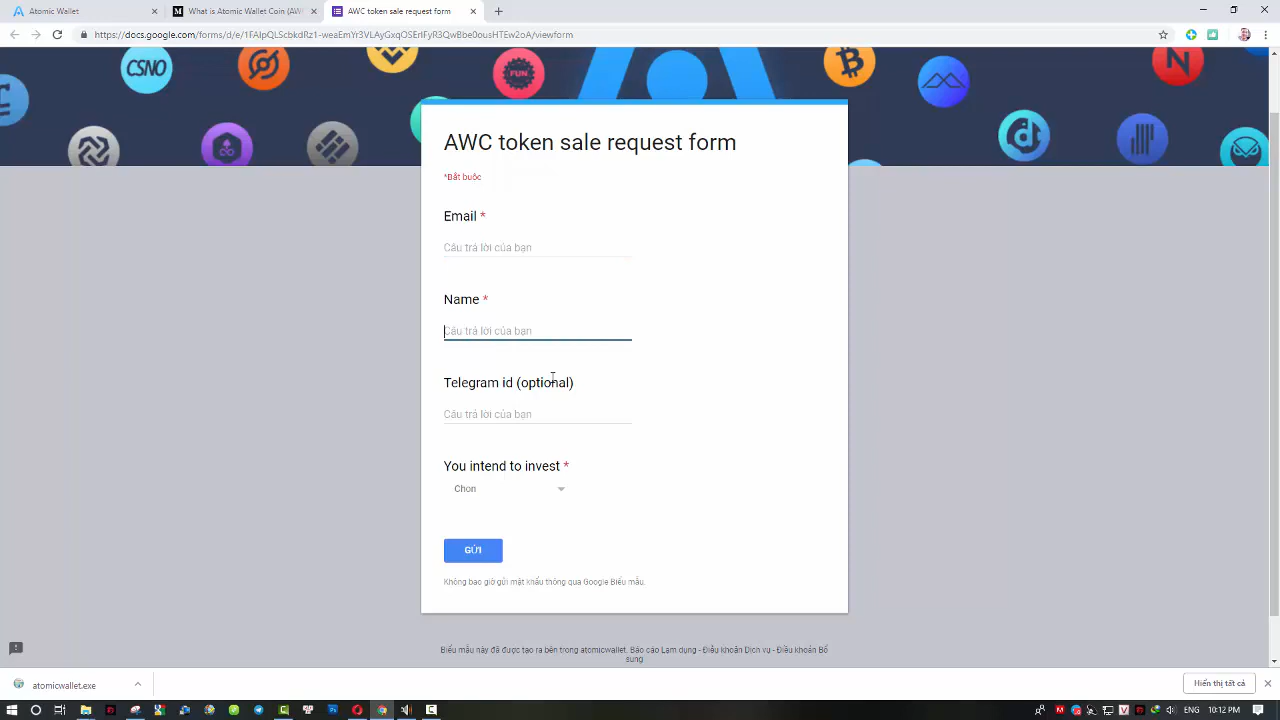 Atomic Wallet
What is Atomic Wallet Coin (AWC
AWC token sale request form
https://docs.google.com/forms/d/e/1FAIpQLScbkdRz1-weaEmYr3VLAyGxqOSErIFyR3QwBbe0ousHTEw2oA/viewform
CSNO
FUN
AWC token sale request form
*Bắt buộc
Email *
Câu trả lời của bạn
Name *
Câu trả lời của bạn
Telegram id (optional)
Câu trả lời của bạn
You intend to invest *
Chọn
GỬI
Không bao giờ gửi mật khẩu thông qua Google Biểu mẫu.
Biểu mẫu này đã được tạo ra bên trong atomicwallet. Báo cáo Lạm dụng - Điều khoản Dịch vụ - Điều khoản Bổ
sung
atomicwallet.exe
Hiển thị tất cả
ENG
10:12 PM